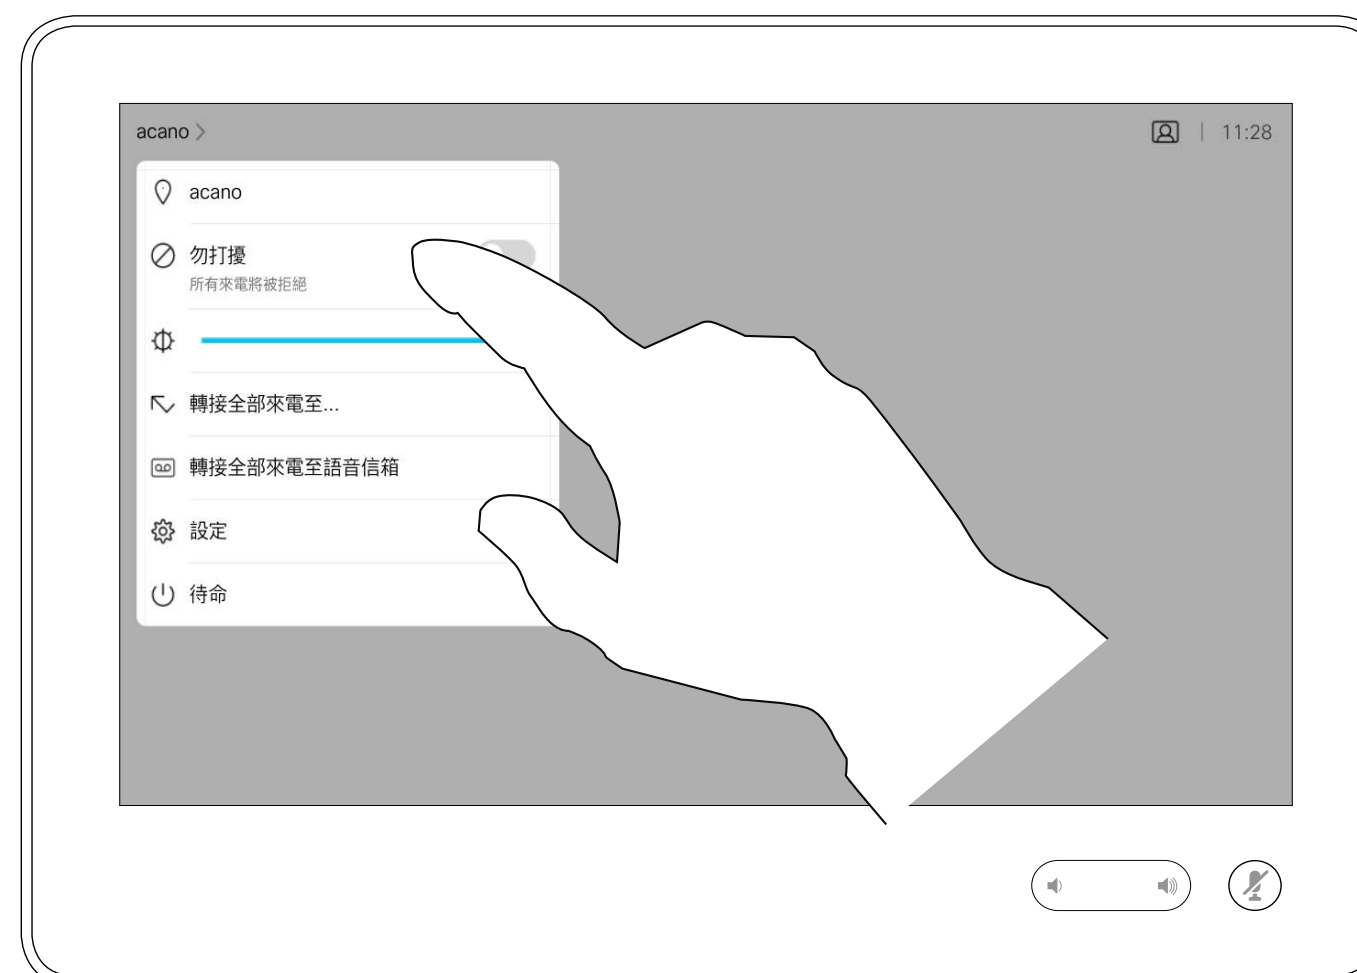 acano
11:28
acano
勿打擾
所有來電將被拒絕
轉接全部來電至...
轉接全部來電至語音信箱
設定
待命